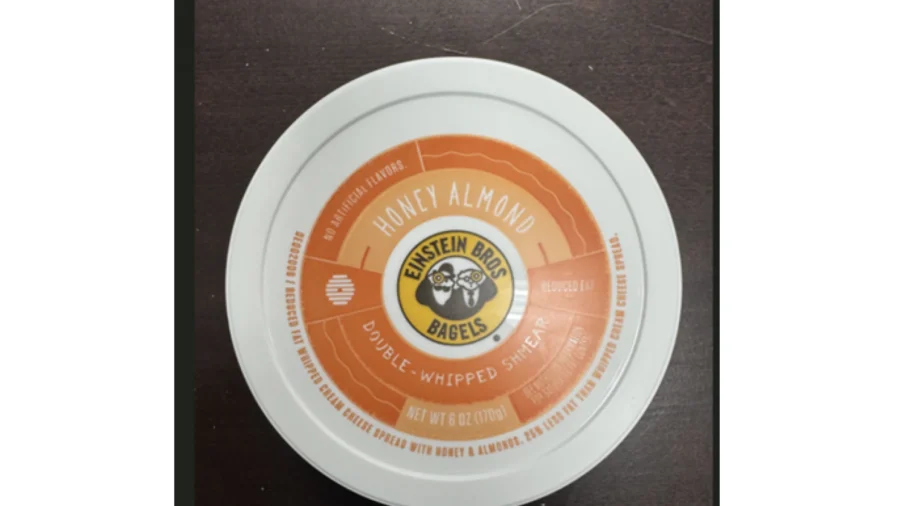 NO ARTIFICIAL FLAVORS.
HONEY ALMOND
EINSTEIN BROS
BAGELS
REDUCED FAT
DOUBLE-WHIPPED SHMEAR
NET WT 6 OZ (170g)
REDUCED FAT WHIPPED CREAM CHEESE SPREAD WITH HONEY & ALMONDS. 25% LESS FAT THAN WHIPPED CREAM CHEESE SPREAD.